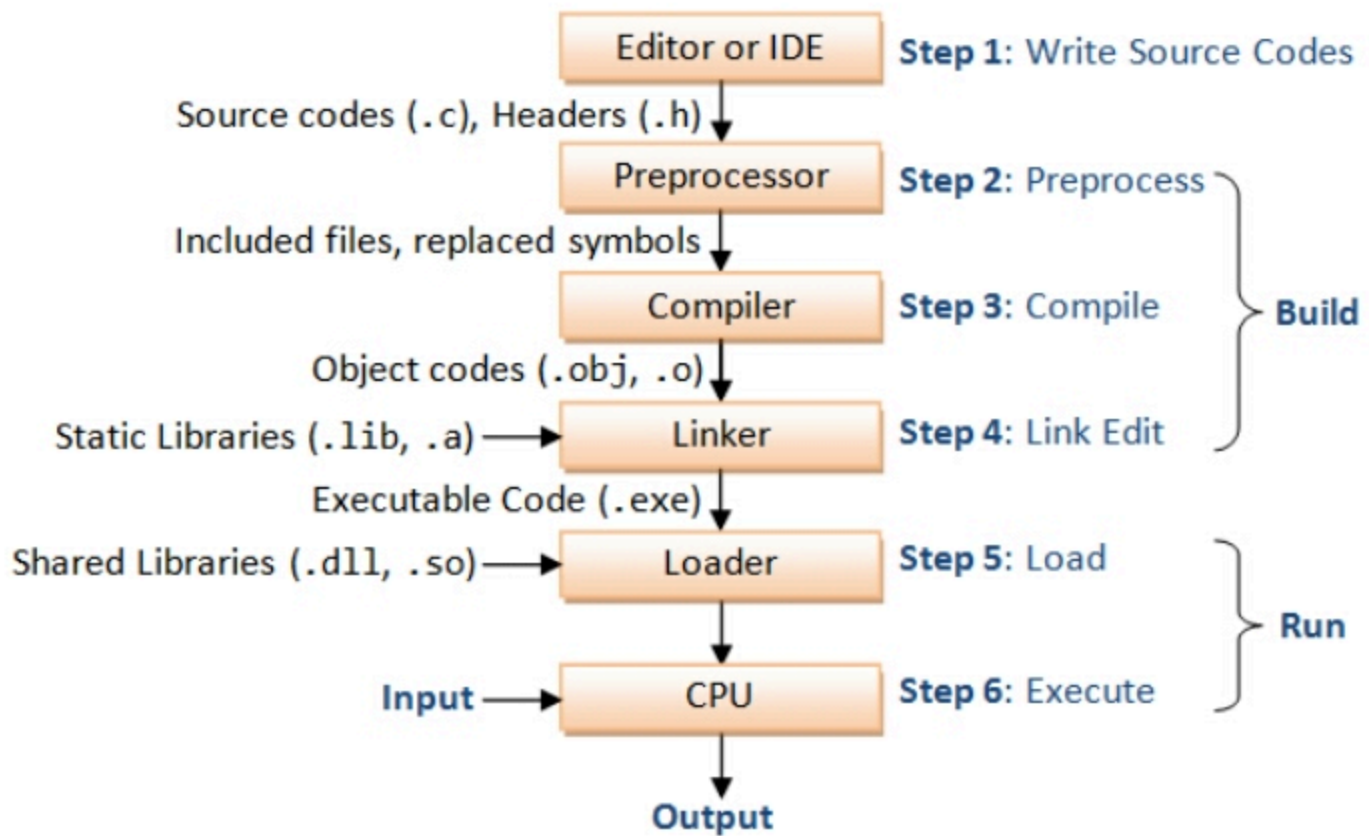 Editor or IDE
Step 1: Write Source Codes
Source codes (.c), Headers (.h)
Preprocessor
Step 2: Preprocess
Included files, replaced symbols
Compiler
Step 3: Compile
Build
Object codes (.obj, .o)
Static Libraries (.lib, .a)
Linker
Step 4: Link Edit
Executable Code (.exe)
Shared Libraries (.dll, .so)
Loader
Step 5: Load
Run
Input
CPU
Step 6: Execute
Output